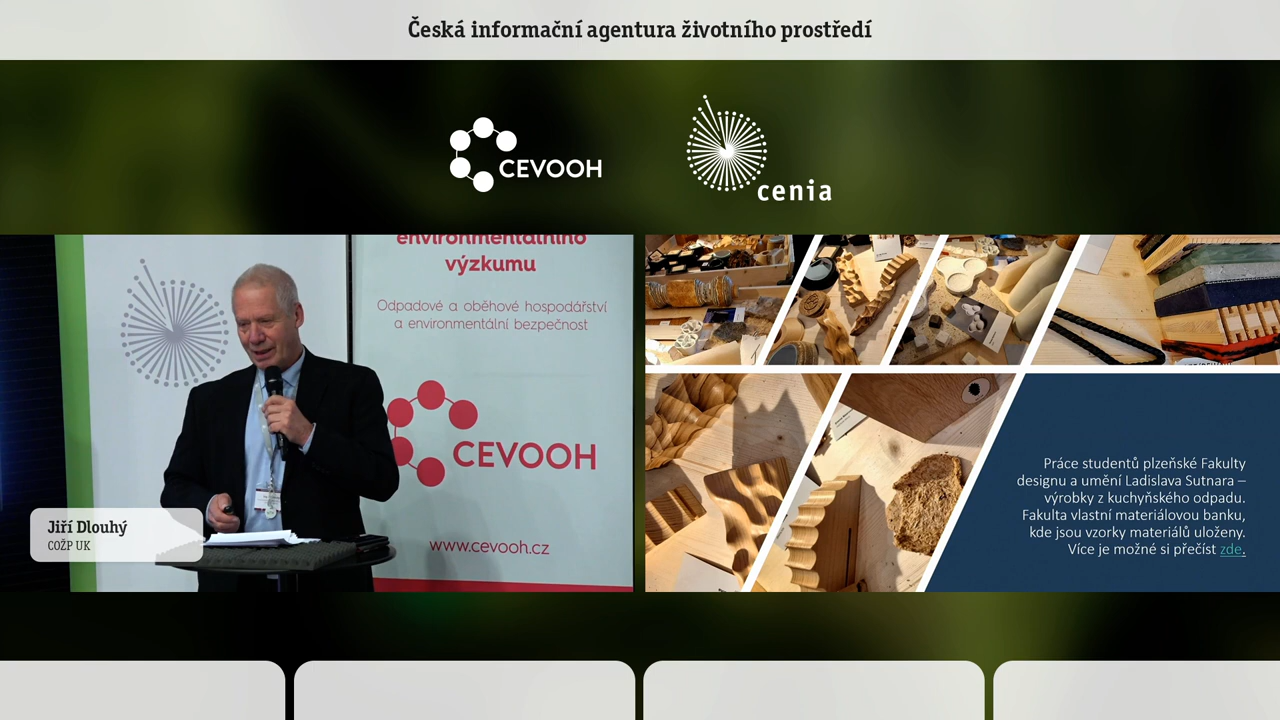 Česká informační agentura životního prostředí
CEVOOH
cenia
environmentálního
výzkumu
Odpadové a oběhové hospodářství
a environmentální bezpečnost
CEVOOH
www.cevooh.cz
Jiří Dlouhý
COŽP UK
Práce studentů plzeňské Fakulty
designu a umění Ladislava Sutnara –
výrobky z kuchyňského odpadu.
Fakulta vlastní materiálovou banku,
kde jsou vzorky materiálů uloženy.
Více je možné si přečíst zde.